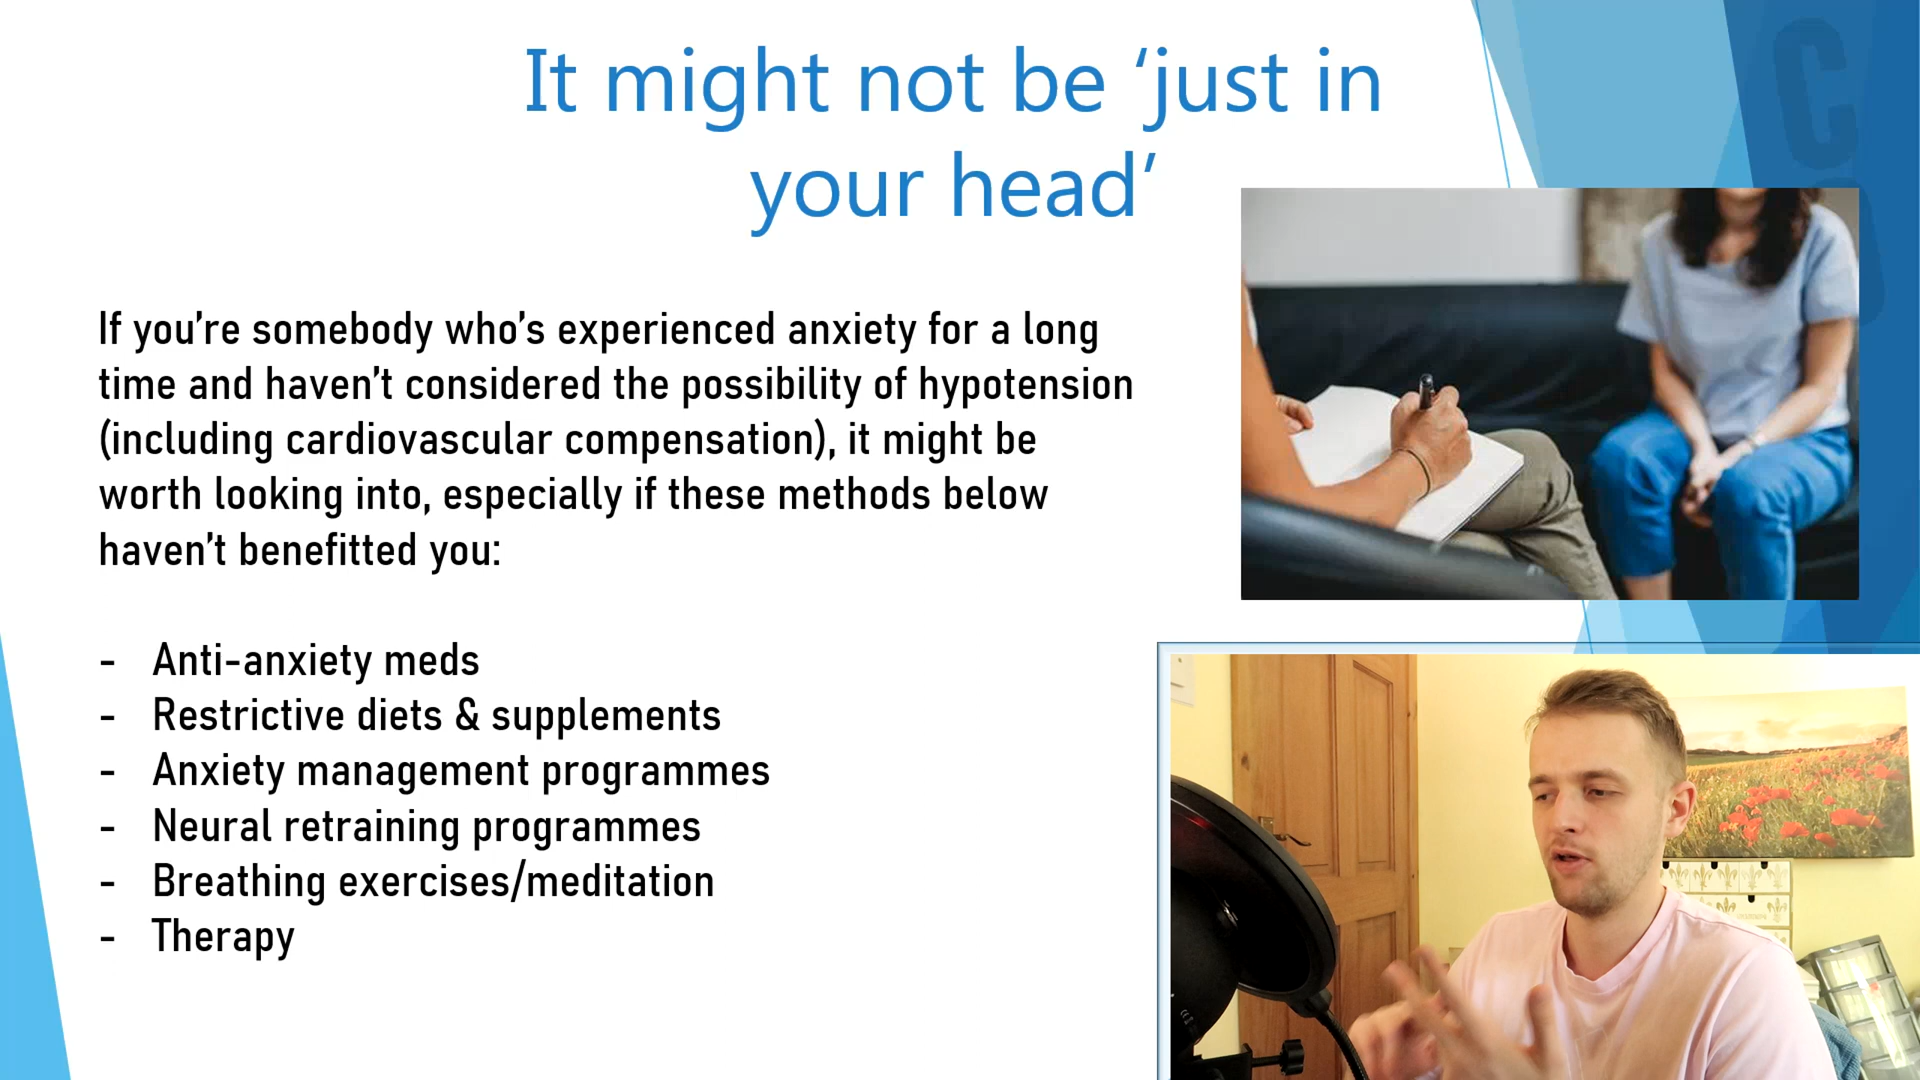 It might not be ‘just in
your head’
If you’re somebody who’s experienced anxiety for a long
time and haven’t considered the possibility of hypotension
(including cardiovascular compensation), it might be
worth looking into, especially if these methods below
haven’t benefitted you:
- Anti-anxiety meds
- Restrictive diets & supplements
- Anxiety management programmes
- Neural retraining programmes
- Breathing exercises/meditation
- Therapy